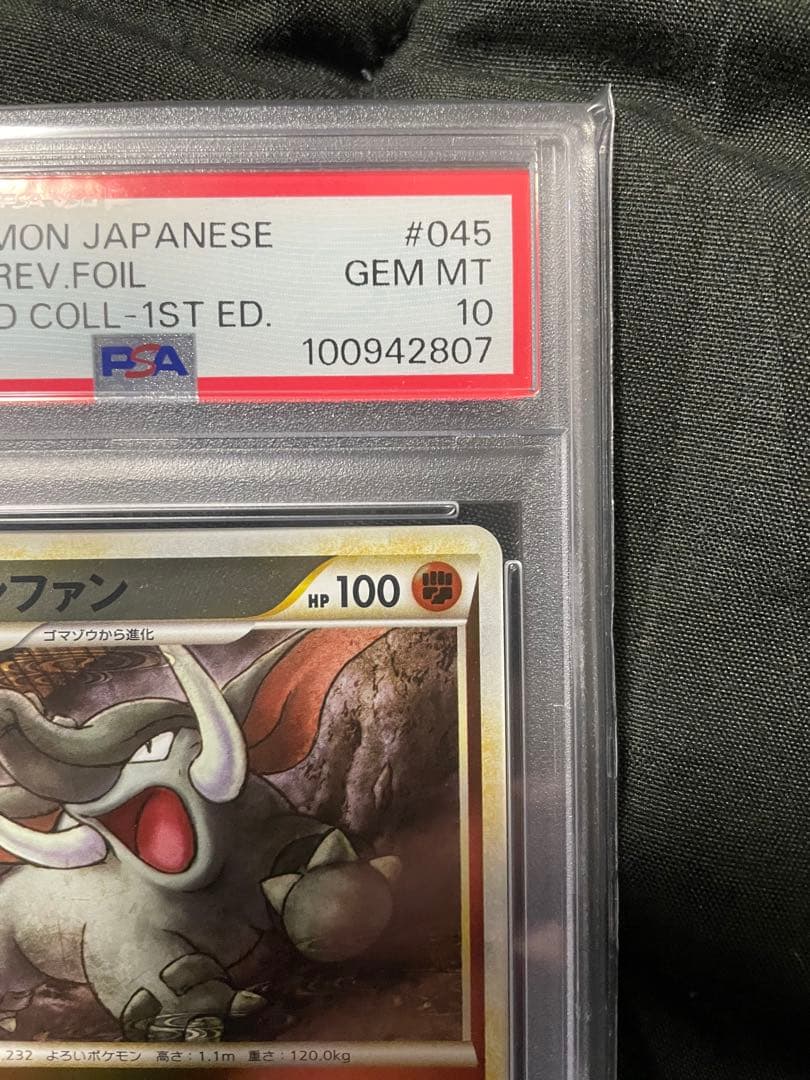 MON JAPANESE #045
REV.FOIL GEM MT
D COLL-1ST ED. 10
PSA 100942807
ンファン HP 100
ゴマゾウから進化
.232 よろいポケモン 高さ:1.1m 重さ:120.0kg